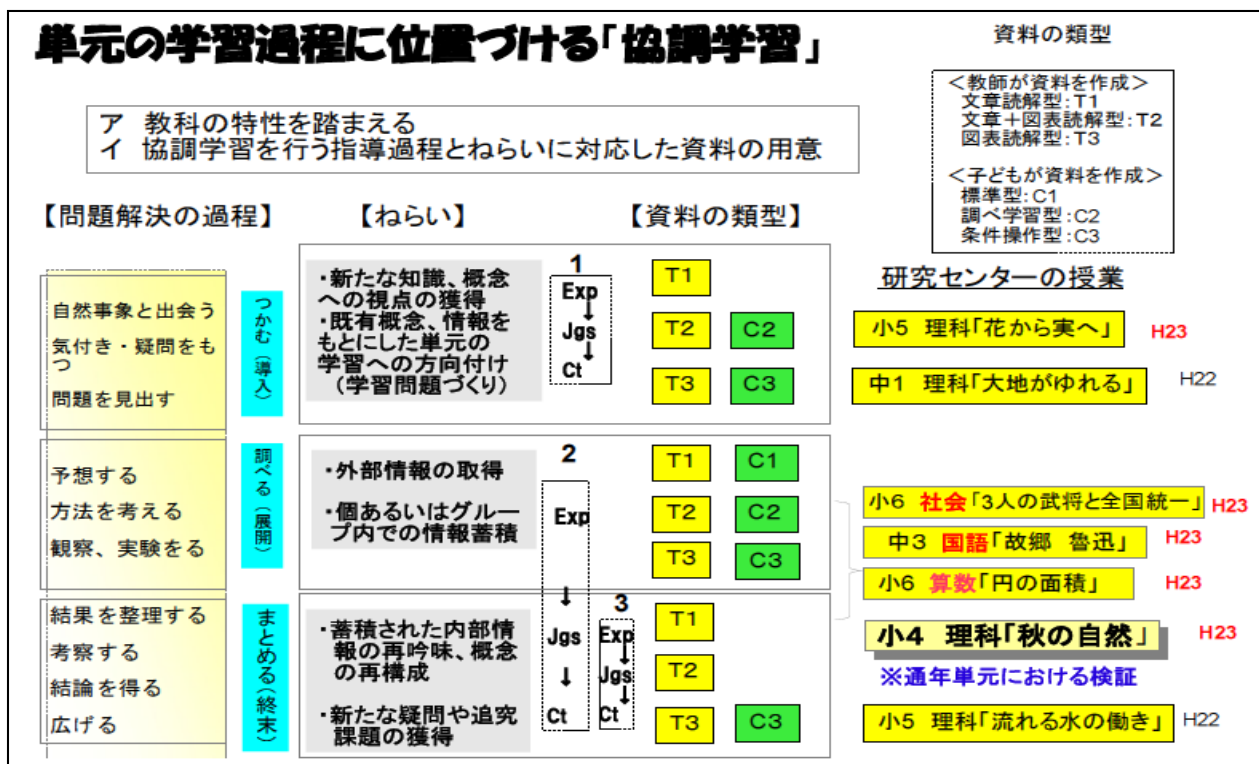 単元の学習過程に位置づける「協調学習」
資料の類型
<教師が資料を作成>
文章読解型:T1
文章+図表読解型:T2
図表読解型:T3
<子どもが資料を作成>
標準型:C1
調べ学習型:C2
条件操作型:C3
ア 教科の特性を踏まえる
イ 協調学習を行う指導過程とねらいに対応した資料の用意
【問題解決の過程】
【ねらい】
【資料の類型】
研究センターの授業
自然事象と出会う
気付き・疑問をも
つ
問題を見出す
つかむ(導入)
・新たな知識、概念
への視点の獲得
・既有概念、情報を
もとにした単元の
学習への方向付け
(学習問題づくり)
1
Exp
↓
Jgs
↓
Ct
T1
T2 C2
T3 C3
小5 理科「花から実へ」 H23
中1 理科「大地がゆれる」 H22
予想する
方法を考える
観察、実験をる
調べる(展開)
・外部情報の取得
・個あるいはグルー
プ内での情報蓄積
2
Exp
↓
Jgs
↓
Ct
T1 C1
T2 C2
T3 C3
小6 社会「3人の武将と全国統一」 H23
中3 国語「故郷 魯迅」 H23
小6 算数「円の面積」 H23
結果を整理する
考察する
結論を得る
広げる
まとめる(終末)
・蓄積された内部情
報の再吟味、概念
の再構成
・新たな疑問や追究
課題の獲得
3
Exp
↓
Jgs
↓
Ct
T1
T2
T3 C3
小4 理科「秋の自然」 H23
※通年単元における検証
小5 理科「流れる水の働き」 H22